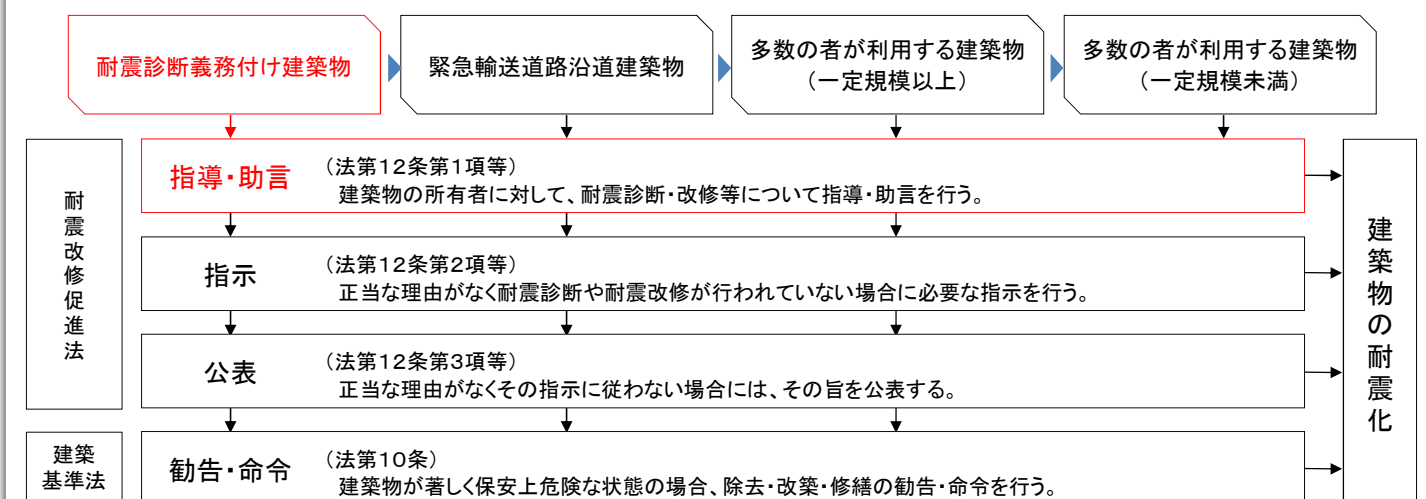 耐震診断義務付け建築物
緊急輸送道路沿道建築物
多数の者が利用する建築物
（一定規模以上）
多数の者が利用する建築物
（一定規模未満）
耐震改修促進法
指導・助言
（法第１２条第１項等）
建築物の所有者に対して、耐震診断・改修等について指導・助言を行う。
指示
（法第１２条第２項等）
正当な理由がなく耐震診断や耐震改修が行われていない場合に必要な指示を行う。
公表
（法第１２条第３項等）
正当な理由がなくその指示に従わない場合には、その旨を公表する。
建築
基準法
勧告・命令
（法第１０条）
建築物が著しく保安上危険な状態の場合、除去・改築・修繕の勧告・命令を行う。
建築物の耐震化